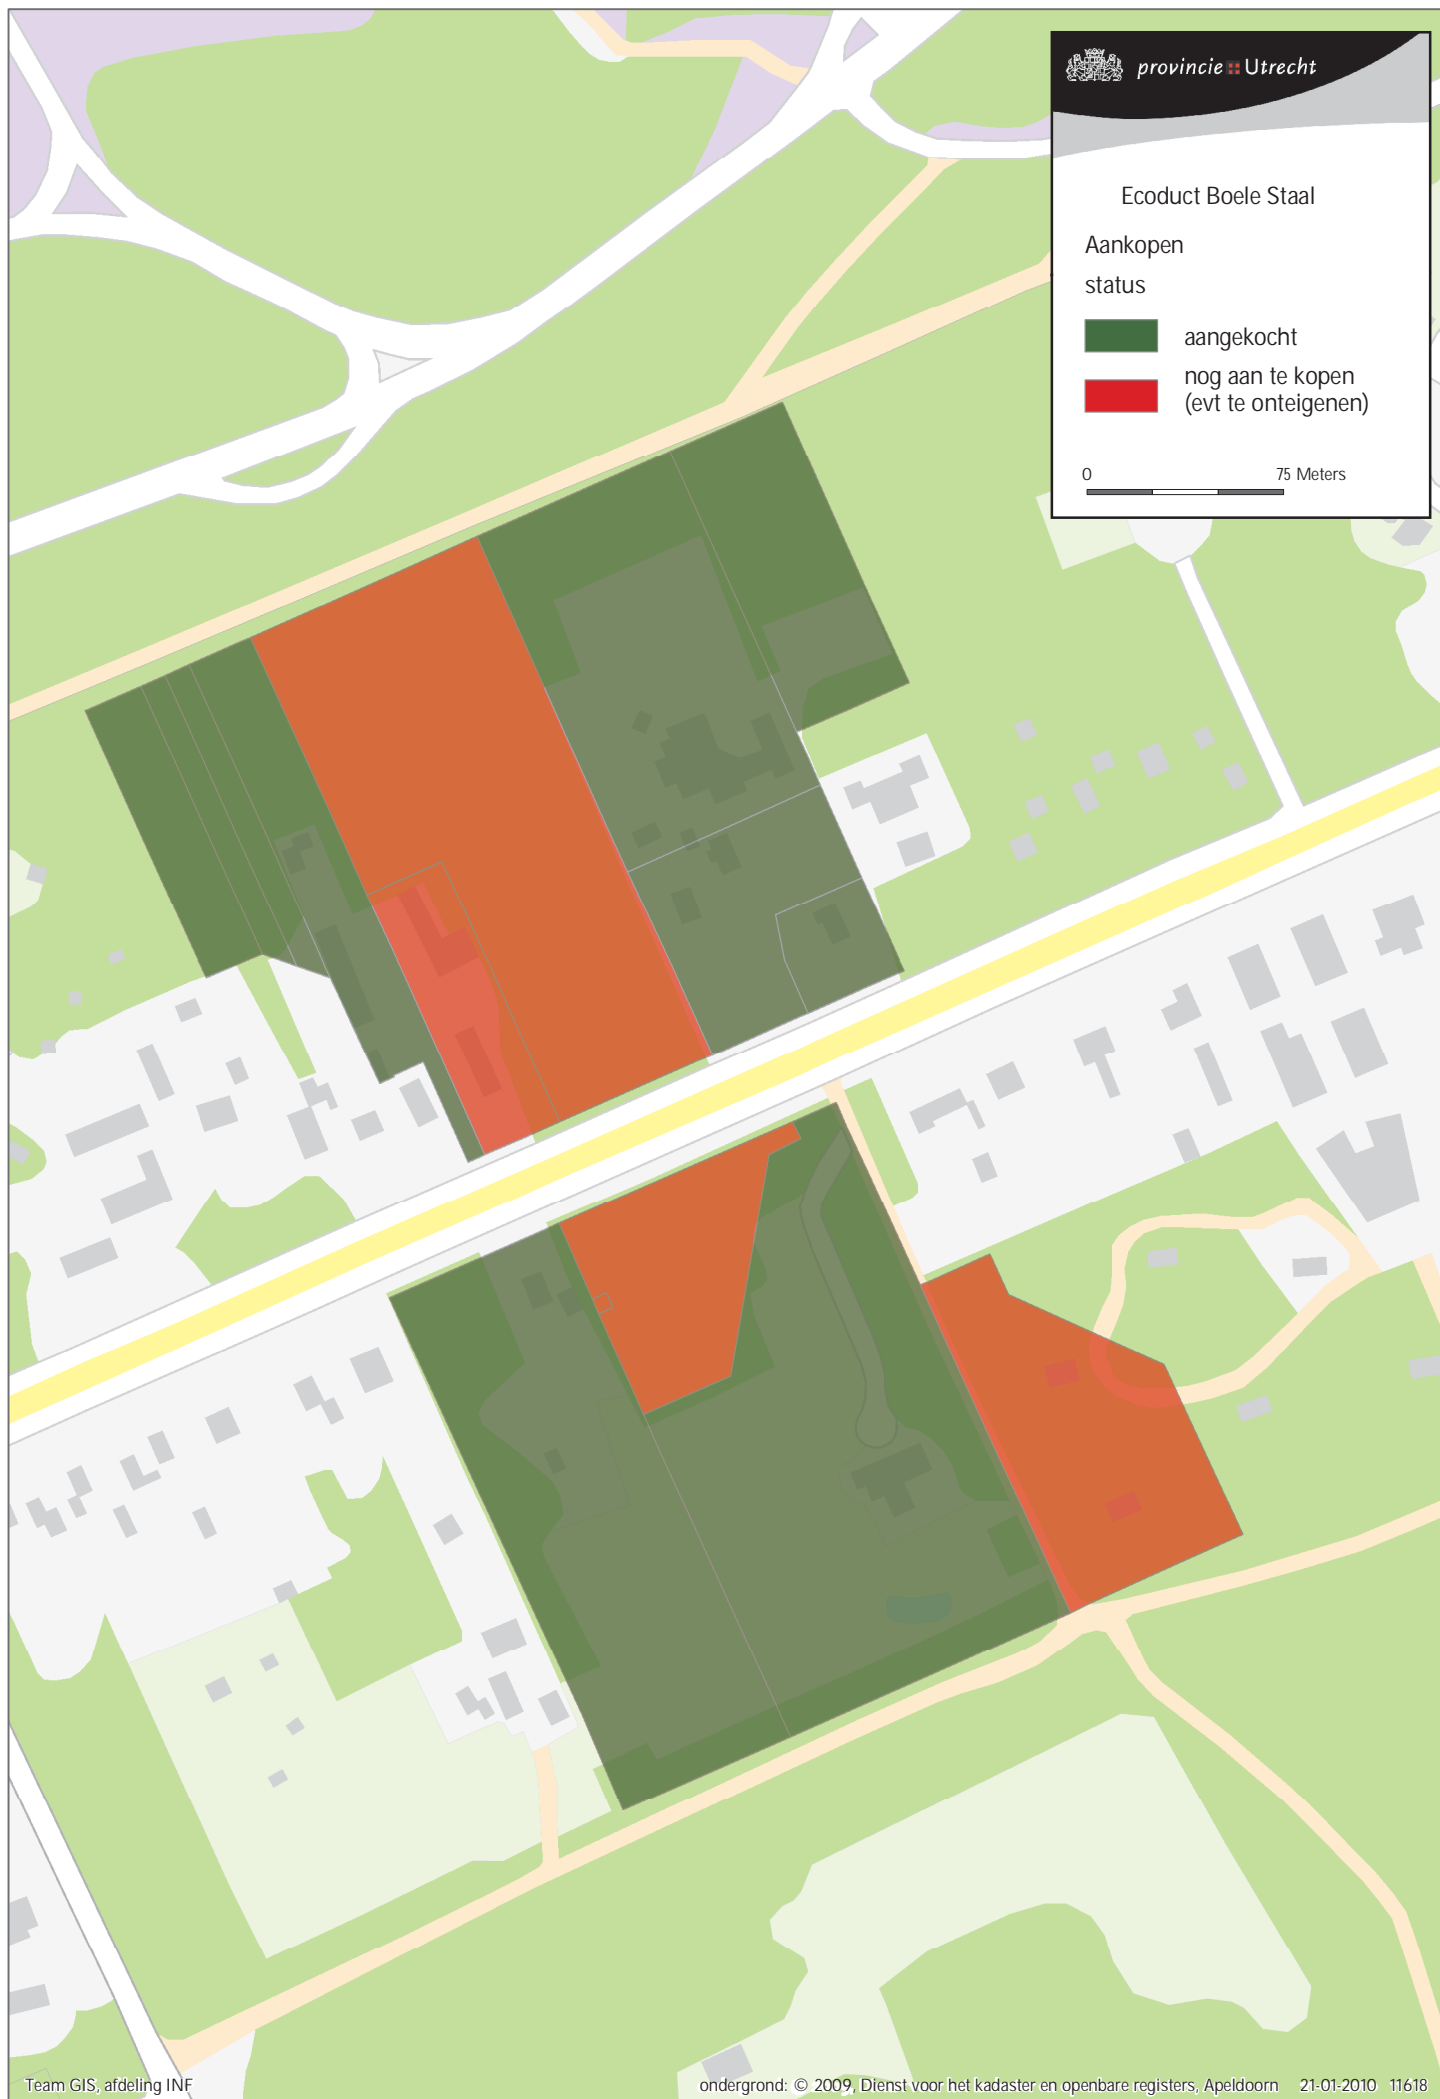 provincie Utrecht
Ecoduct Boele Staal
Aankopen
status
aangekocht
nog aan te kopen
(evt te onteigenen)
0 75 Meters
Team GIS, afdeling INF
ondergrond: © 2009, Dienst voor het kadaster en openbare registers, Apeldoorn 21-01-2010 11618